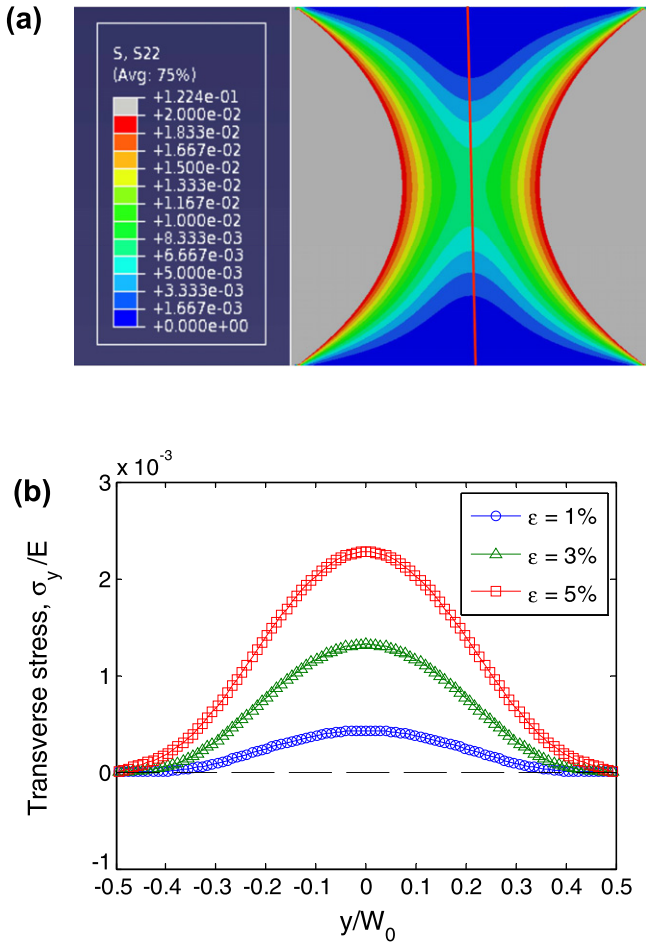 (a)
S, S22
(Avg: 75%)
+1.224e-01
+2.000e-02
+1.833e-02
+1.667e-02
+1.500e-02
+1.333e-02
+1.167e-02
+1.000e-02
+8.333e-03
+6.667e-03
+5.000e-03
+3.333e-03
+1.667e-03
+0.000e+00
(b)
x 10⁻³
3
2
1
0
-1
Transverse stress, σ_y/E
ε = 1%
ε = 3%
ε = 5%
-0.5 -0.4 -0.3 -0.2 -0.1 0 0.1 0.2 0.3 0.4 0.5
y/W₀